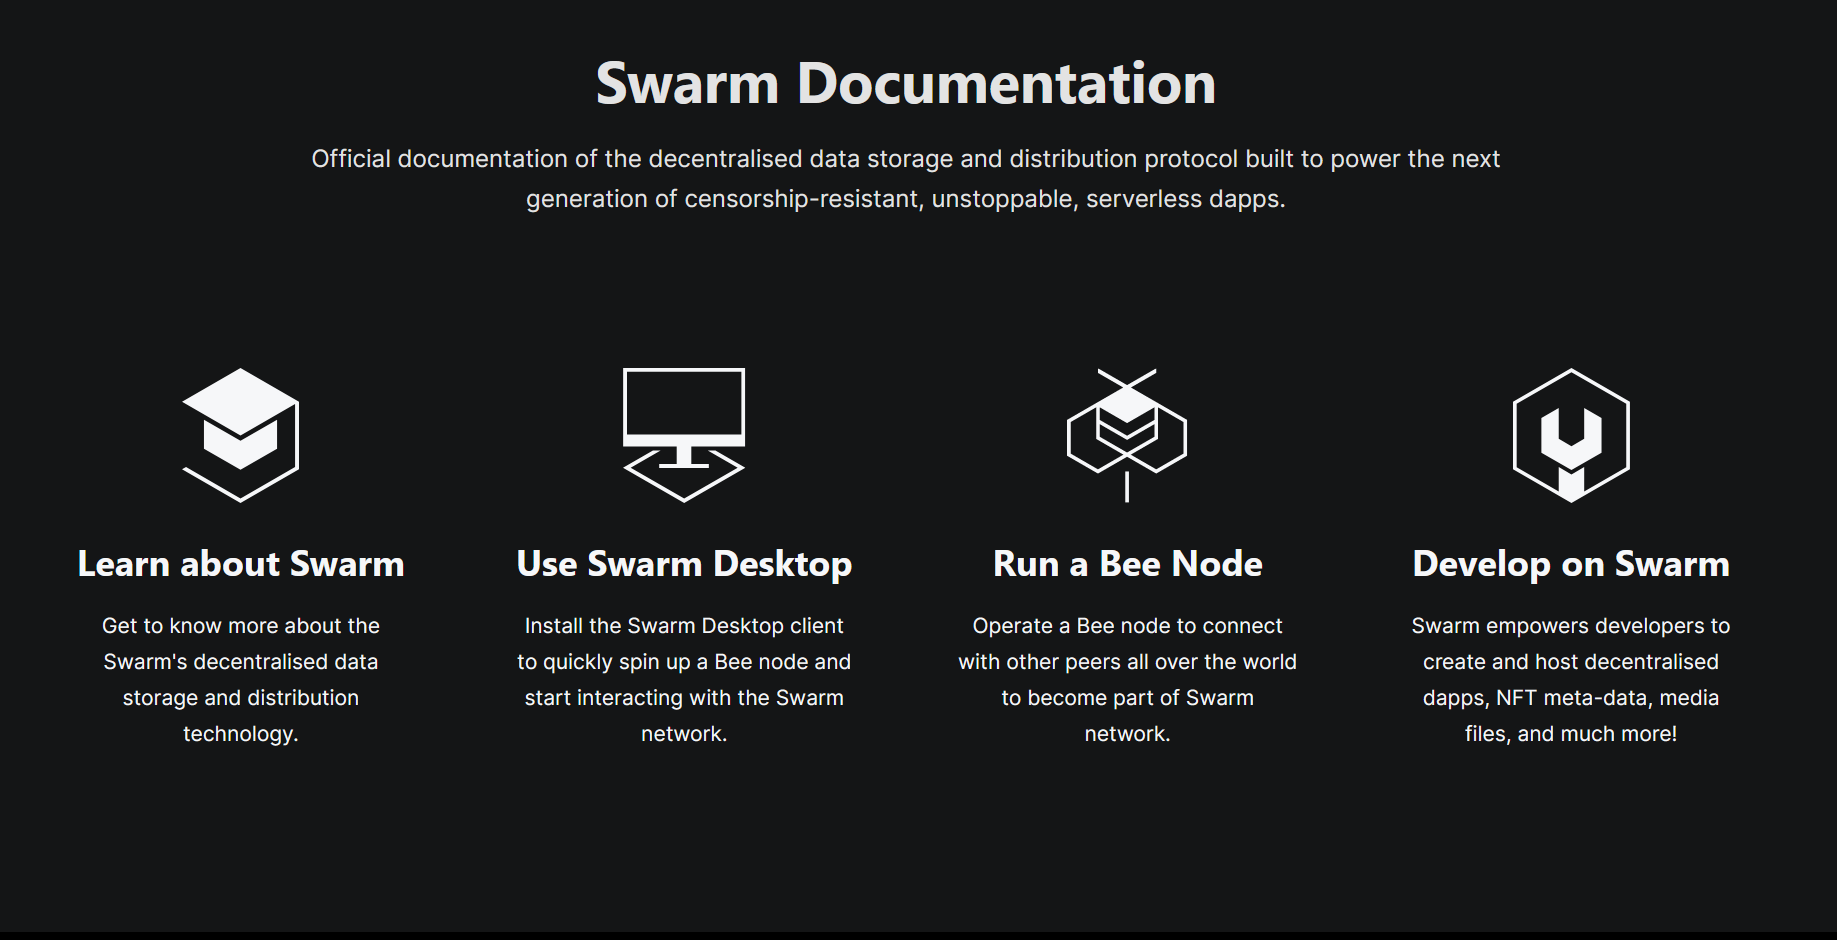 Swarm Documentation
Official documentation of the decentralised data storage and distribution protocol built to power the next
generation of censorship-resistant, unstoppable, serverless dapps.
Learn about Swarm
Get to know more about the
Swarm's decentralised data
storage and distribution
technology.
Use Swarm Desktop
Install the Swarm Desktop client
to quickly spin up a Bee node and
start interacting with the Swarm
network.
Run a Bee Node
Operate a Bee node to connect
with other peers all over the world
to become part of Swarm
network.
Develop on Swarm
Swarm empowers developers to
create and host decentralised
dapps, NFT meta-data, media
files, and much more!